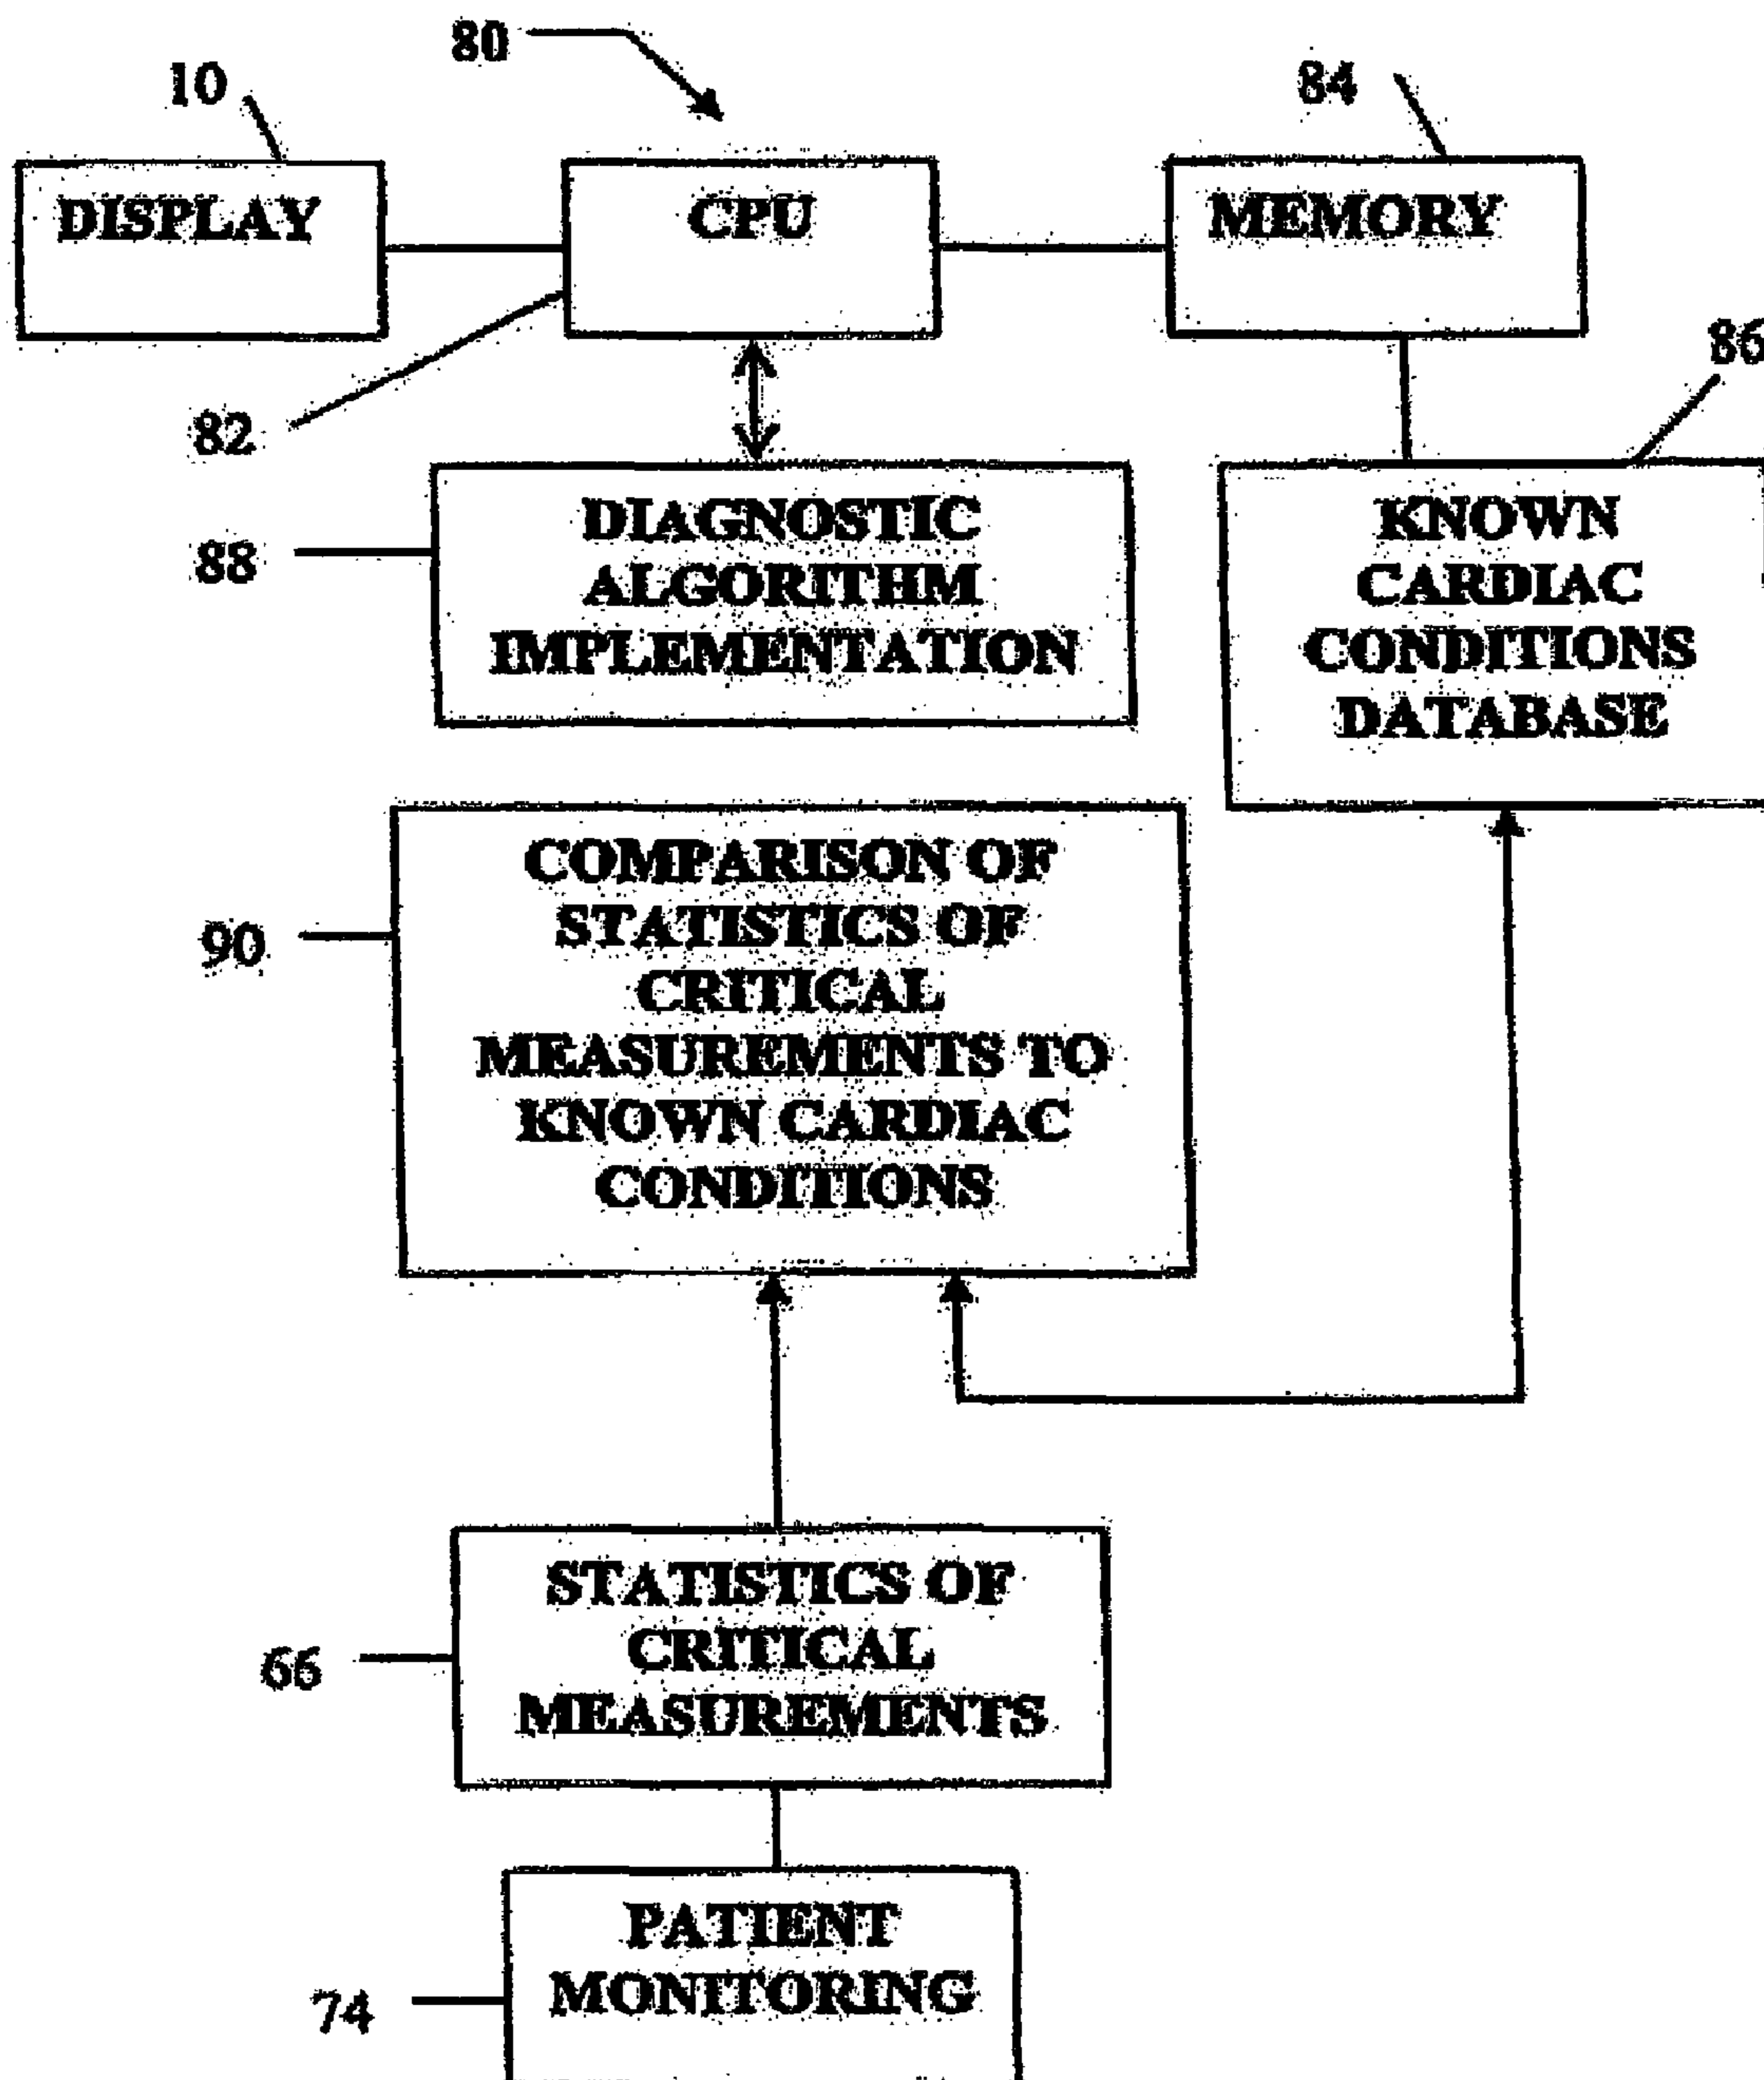 80
10
84
DISPLAY
CPU
MEMORY
86
82
88
DIAGNOSTIC
ALGORITHM
IMPLEMENTATION
KNOWN
CARDIAC
CONDITIONS
DATABASE
90
COMPARISON OF
STATISTICS OF
CRITICAL
MEASUREMENTS TO
KNOWN CARDIAC
CONDITIONS
66
STATISTICS OF
CRITICAL
MEASUREMENTS
74
PATIENT
MONITORING